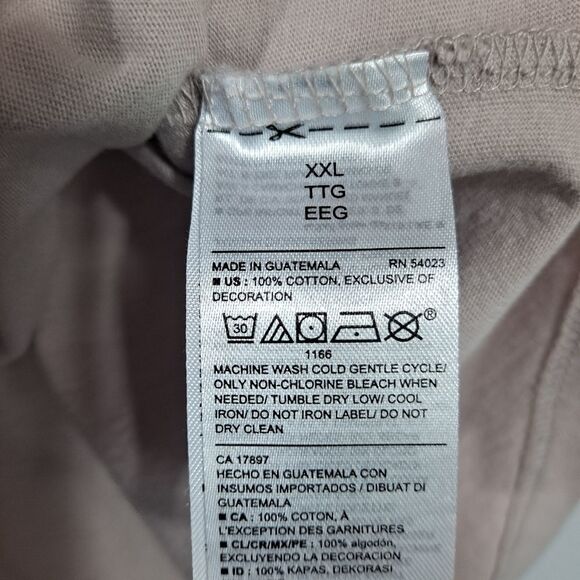 XXL
TTG
EEG
MADE IN GUATEMALA RN 54023
■ US : 100% COTTON, EXCLUSIVE OF
DECORATION
30 ®
1166
MACHINE WASH COLD GENTLE CYCLE/
ONLY NON-CHLORINE BLEACH WHEN
NEEDED/ TUMBLE DRY LOW/ COOL
IRON/ DO NOT IRON LABEL/ DO NOT
DRY CLEAN
CA 17897
HECHO EN GUATEMALA CON
INSUMOS IMPORTADOS / DIBUAT DI
GUATEMALA
■ CA : 100% COTON, À
L'EXCEPTION DES GARNITURES
■ CL/CR/MX/PE : 100% algodón,
EXCLUYENDO LA DECORACION
■ ID : 100% KAPAS, DEKORASI